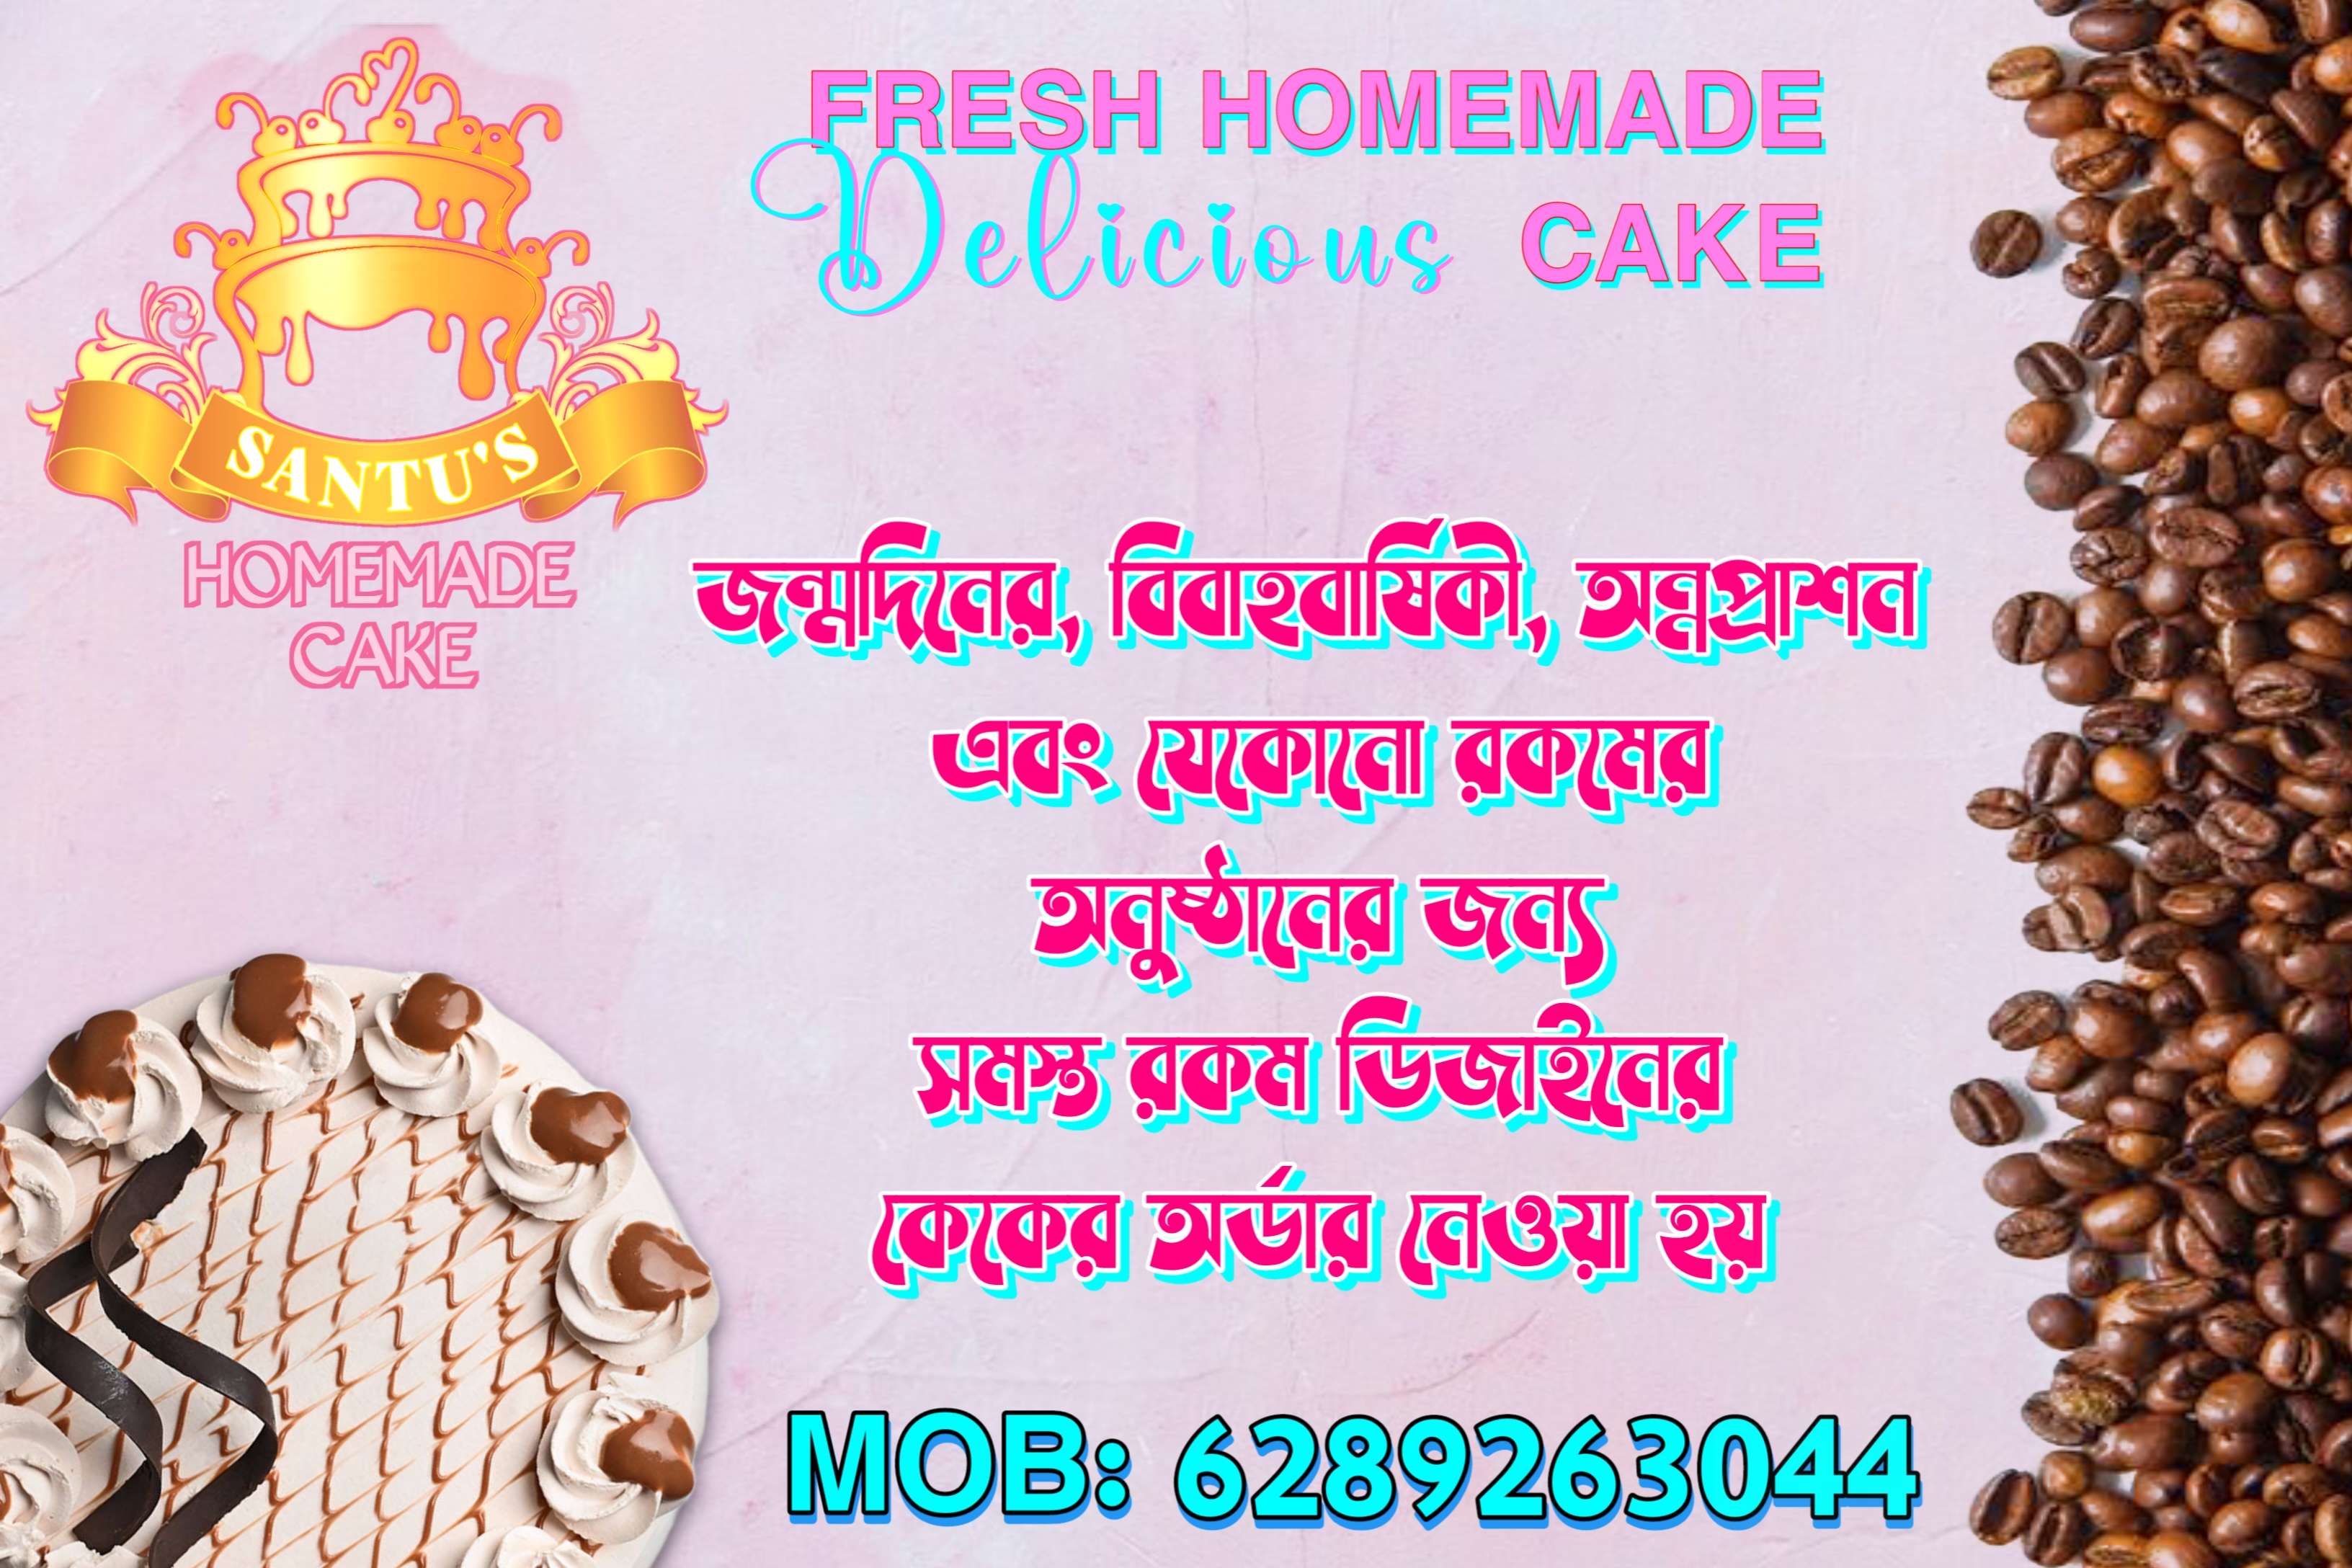 SANTU'S
HOMEMADE
CAKE
FRESH HOMEMADE
Delicious CAKE
জন্মদিনের, বিবাহবার্ষিকী, অন্নপ্রাশন
এবং যেকোনো রকমের
অনুষ্ঠানের জন্য
সমস্ত রকম ডিজাইনের
কেকের অর্ডার নেওয়া হয়
MOB: 6289263044